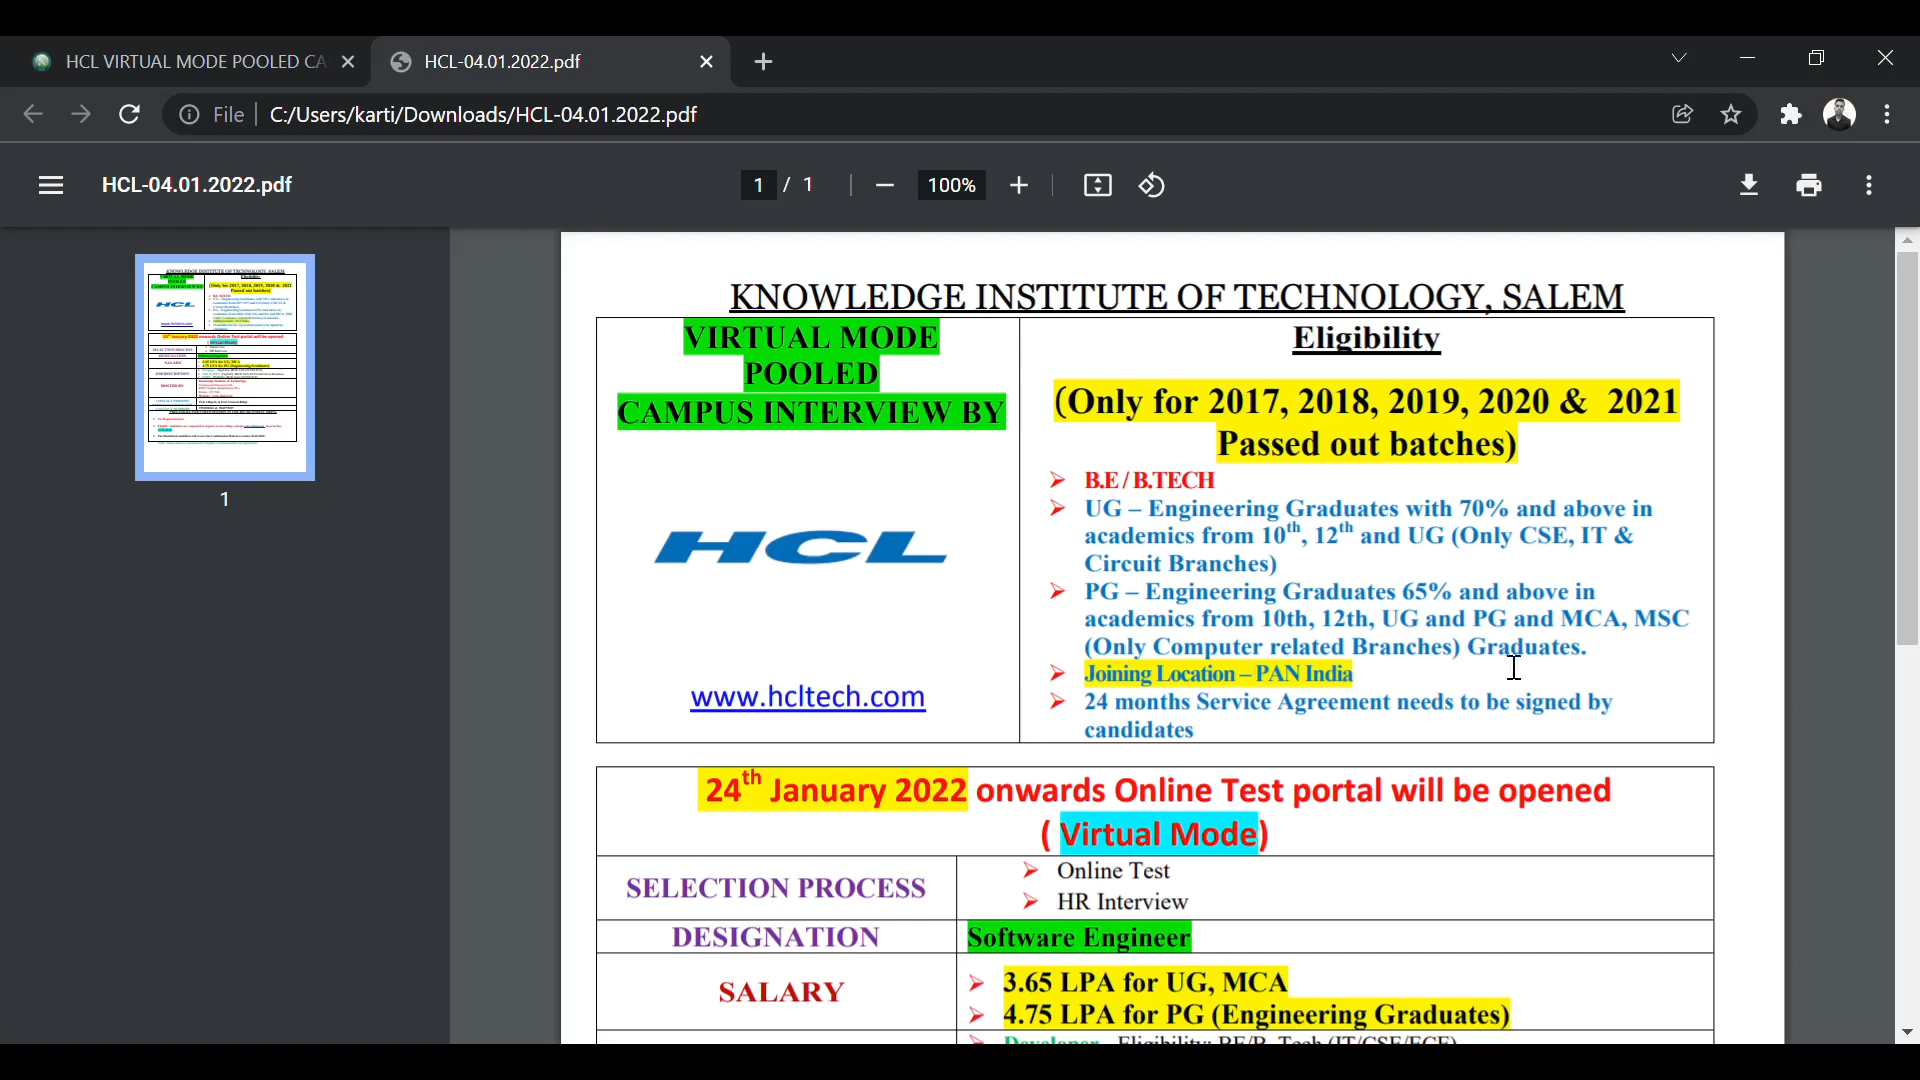 HCL VIRTUAL MODE POOLED CA
HCL-04.01.2022.pdf
File
C:/Users/karti/Downloads/HCL-04.01.2022.pdf
HCL-04.01.2022.pdf
1 / 1
100%
1
KNOWLEDGE INSTITUTE OF TECHNOLOGY, SALEM
VIRTUAL MODE
POOLED
CAMPUS INTERVIEW BY
HCL
www.hcltech.com
Eligibility
(Only for 2017, 2018, 2019, 2020 & 2021
Passed out batches)
B.E / B.TECH
UG – Engineering Graduates with 70% and above in
academics from 10th, 12th and UG (Only CSE, IT &
Circuit Branches)
PG – Engineering Graduates 65% and above in
academics from 10th, 12th, UG and PG and MCA, MSC
(Only Computer related Branches) Graduates.
Joining Location – PAN India
24 months Service Agreement needs to be signed by
candidates
24th January 2022 onwards Online Test portal will be opened
( Virtual Mode)
SELECTION PROCESS
Online Test
HR Interview
DESIGNATION
Software Engineer
SALARY
3.65 LPA for UG, MCA
4.75 LPA for PG (Engineering Graduates)
Developer - Eligibility: BE/B. Tech (IT/CSE/ECE)